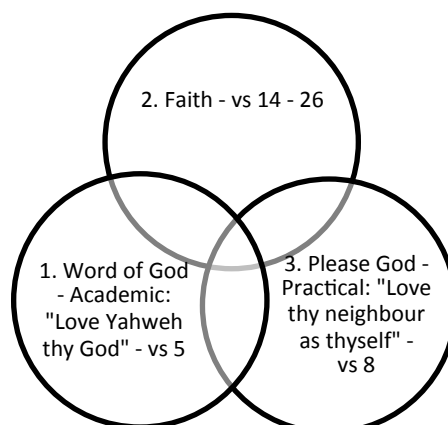 2. Faith - vs 14 - 26
1. Word of God
- Academic:
"Love Yahweh
thy God" - vs 5
3. Please God -
Practical: "Love
thy neighbour
as thyself" -
vs 8